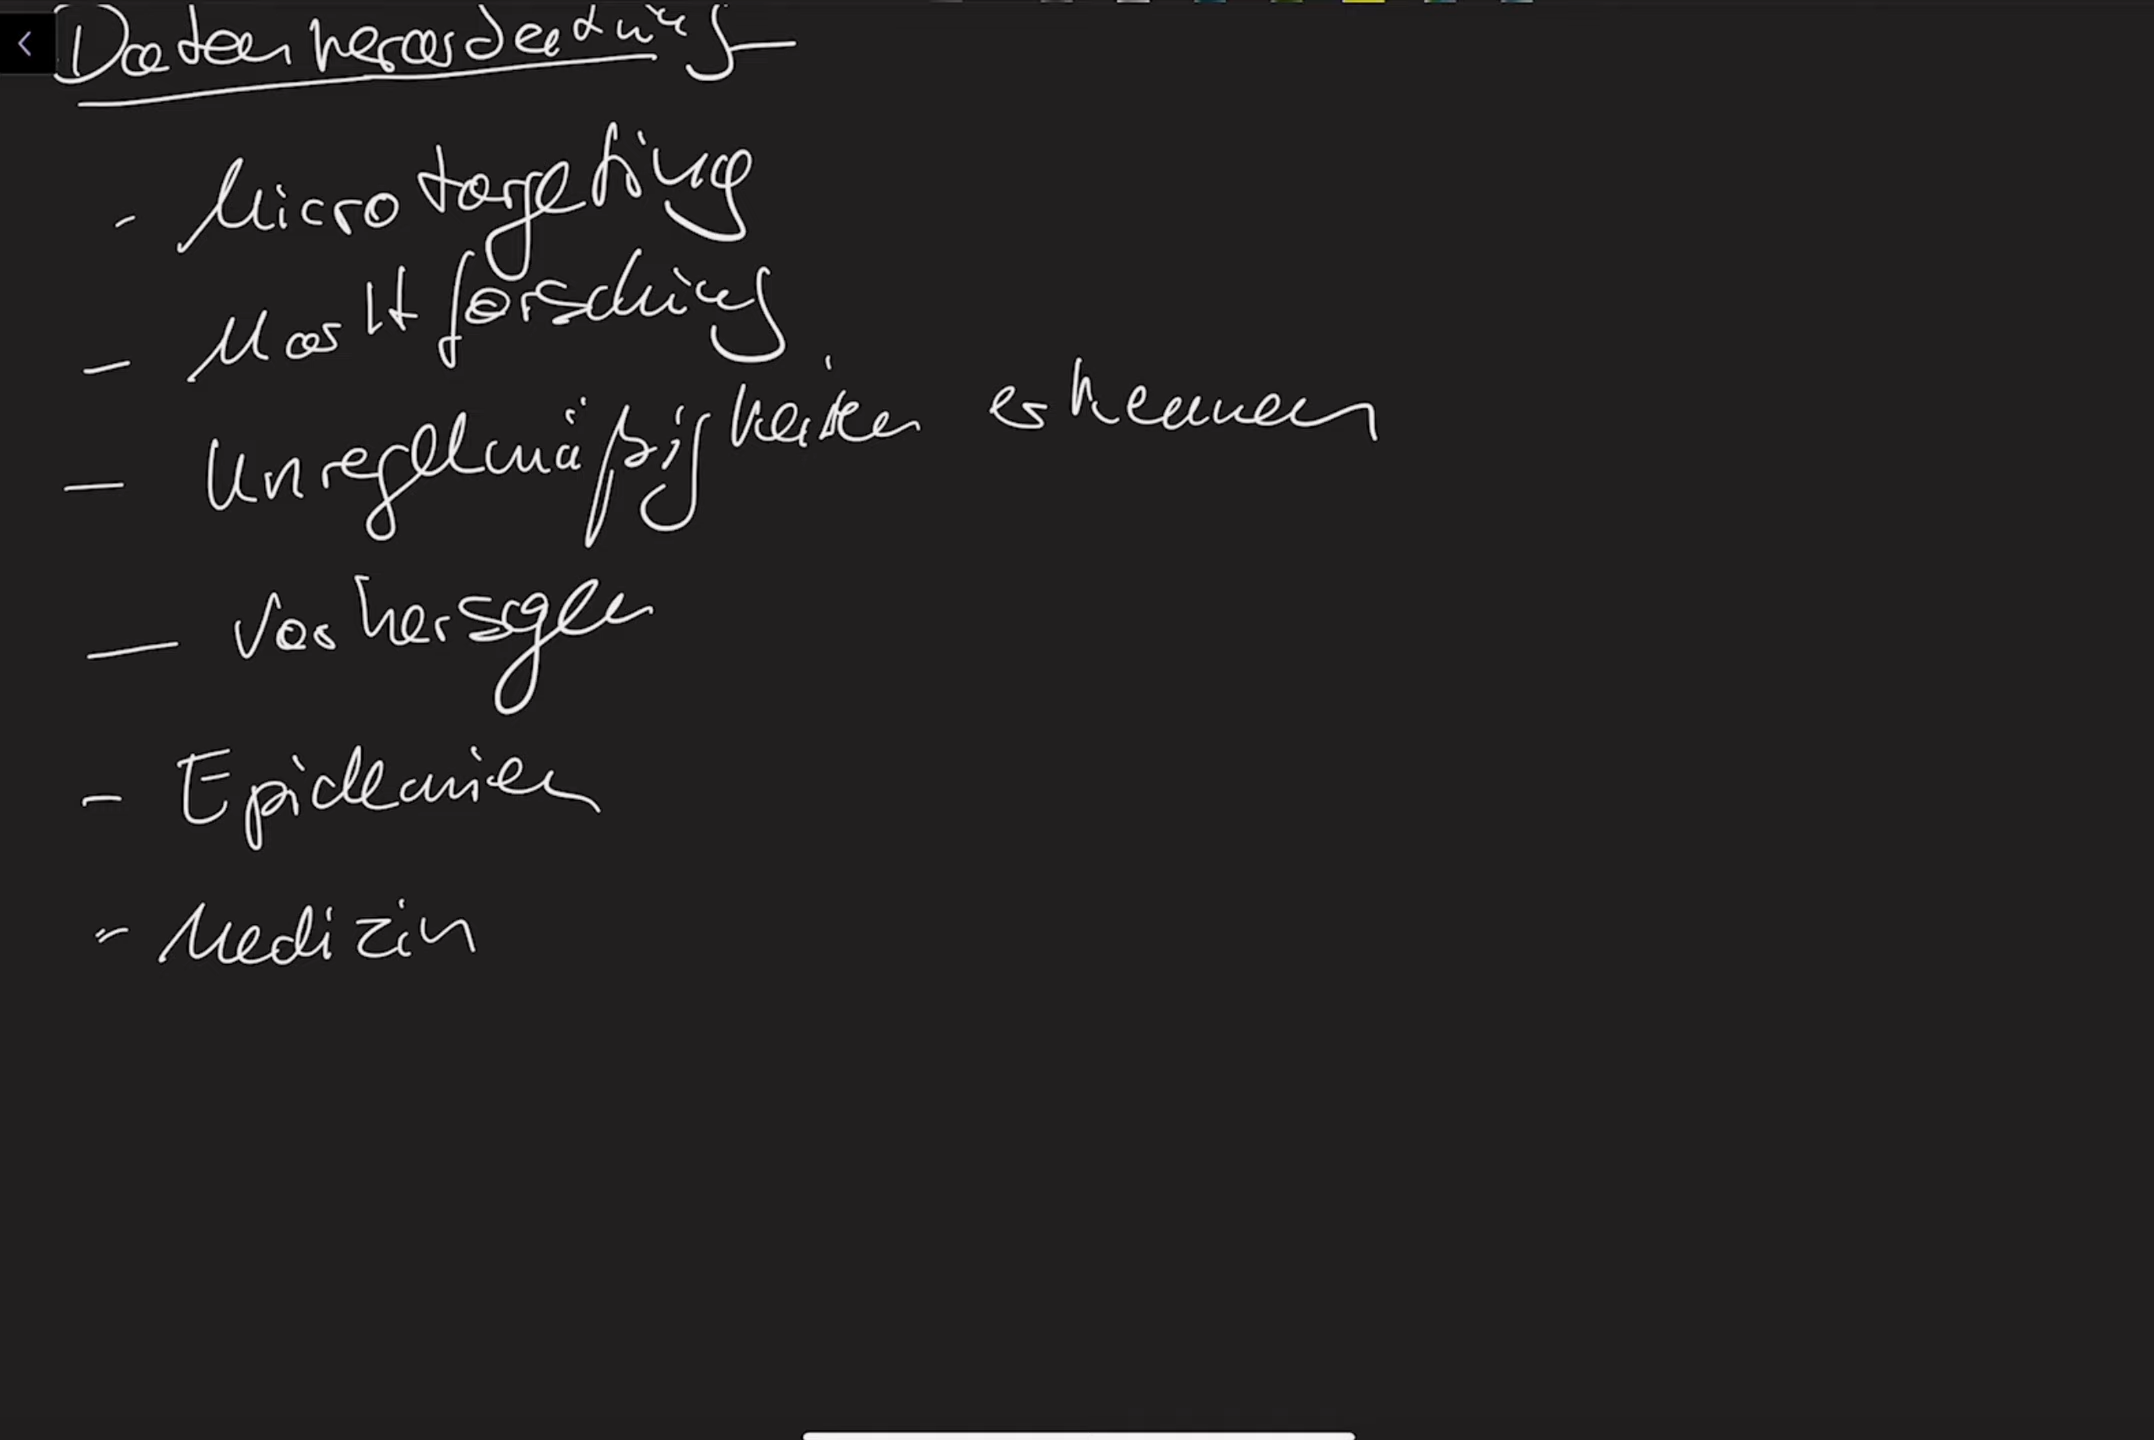 Datenverarbeitung
- Microtargeting
- Marktforschung
- Unregelmäßigkeiten erkennen
- Vorhersagen
- Epidemien
- Medizin